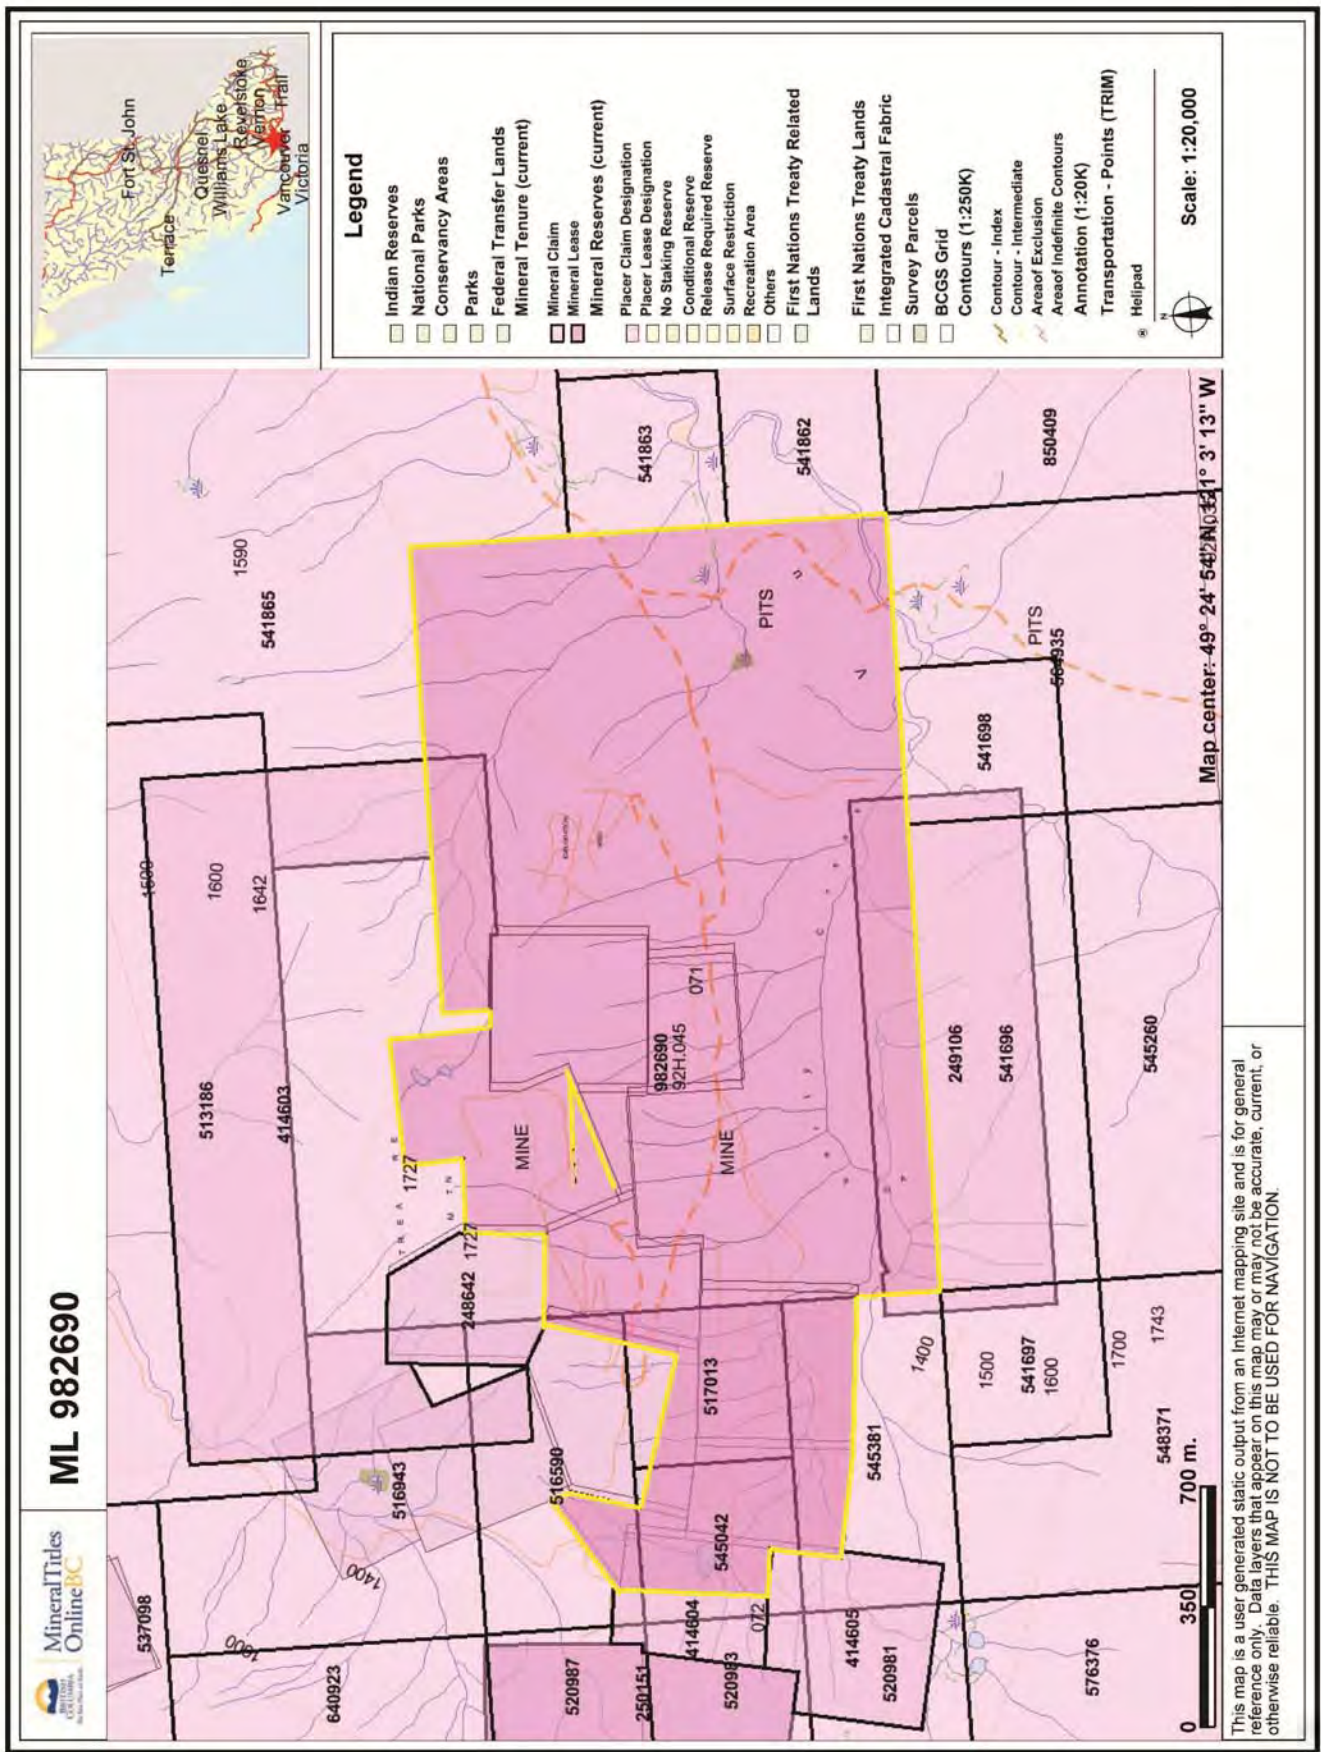 ML 982690
BRITISH
COLUMBIA
MineralTitles
OnlineBC
Fort St. John
Terrace
Quesnel
Williams Lake
Revelstoke
Vernon
Trail
Vancouver
Victoria
Legend
Indian Reserves
National Parks
Conservancy Areas
Parks
Federal Transfer Lands
Mineral Tenure (current)
Mineral Claim
Mineral Lease
Mineral Reserves (current)
Placer Claim Designation
Placer Lease Designation
No Staking Reserve
Conditional Reserve
Release Required Reserve
Surface Restriction
Recreation Area
Others
First Nations Treaty Related
Lands
First Nations Treaty Lands
Integrated Cadastral Fabric
Survey Parcels
BCGS Grid
Contours (1:250K)
Contour - Index
Contour - Intermediate
Areaof Exclusion
Areaof Indefinite Contours
Annotation (1:20K)
Transportation - Points (TRIM)
Helipad
N
Scale: 1:20,000
537098
1600
640923
1400
516943
513186
414603
1500
1600
1642
1590
541865
1727
M T N
1727
248642
516590
520987
250151
414604
520983
072
545042
517013
MINE
MINE
982690
92H.045
071
PITS
541863
541862
850409
PITS
564935
541698
249106
541696
545260
414605
520981
545381
1400
1500
541697
1600
1700
1743
548371
576376
0 350 700 m.
Map center: 49° 24' 54" N, 121° 3' 13" W
This map is a user generated static output from an Internet mapping site and is for general
reference only. Data layers that appear on this map may or may not be accurate, current, or
otherwise reliable. THIS MAP IS NOT TO BE USED FOR NAVIGATION.